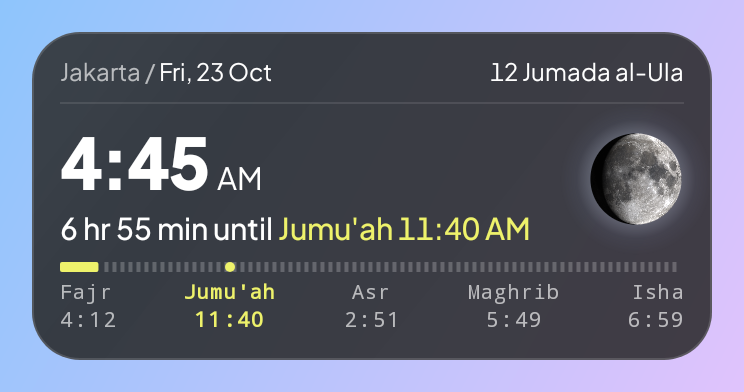 Jakarta / Fri, 23 Oct 12 Jumada al-Ula
4:45 AM
6 hr 55 min until Jumu'ah 11:40 AM
Fajr Jumu'ah Asr Maghrib Isha
4:12 11:40 2:51 5:49 6:59